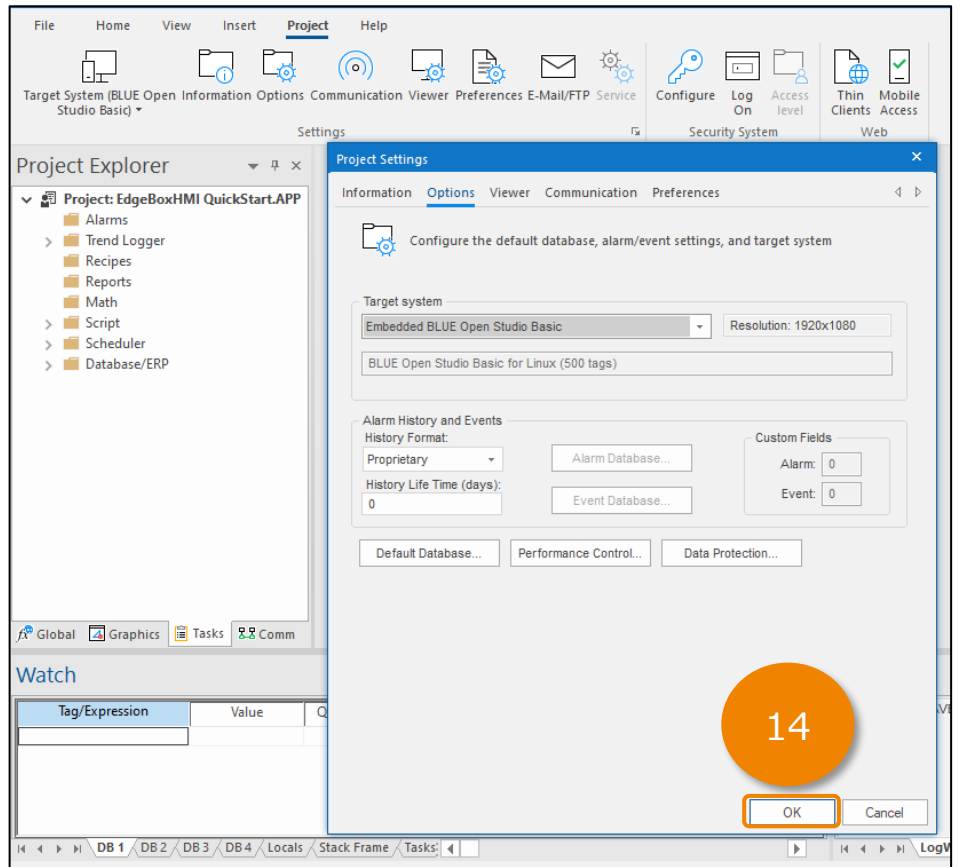 File Home View Insert Project Help
Target System (BLUE Open Studio Basic) Information Options Communication Viewer Preferences E-Mail/FTP Service Configure Log On Access level Thin Clients Mobile Access
Settings Security System Web
Project Explorer
Project: EdgeBoxHMI QuickStart.APP
Alarms
Trend Logger
Recipes
Reports
Math
Script
Scheduler
Database/ERP
Global Graphics Tasks Comm
Project Settings
Information Options Viewer Communication Preferences
Configure the default database, alarm/event settings, and target system
Target system
Embedded BLUE Open Studio Basic Resolution: 1920x1080
BLUE Open Studio Basic for Linux (500 tags)
Alarm History and Events
History Format:
Proprietary
Alarm Database...
History Life Time (days):
0
Event Database...
Custom Fields
Alarm: 0
Event: 0
Default Database... Performance Control... Data Protection...
14
OK Cancel
Watch
Tag/Expression Value
DB 1 DB 2 DB 3 DB 4 Locals Stack Frame Tasks